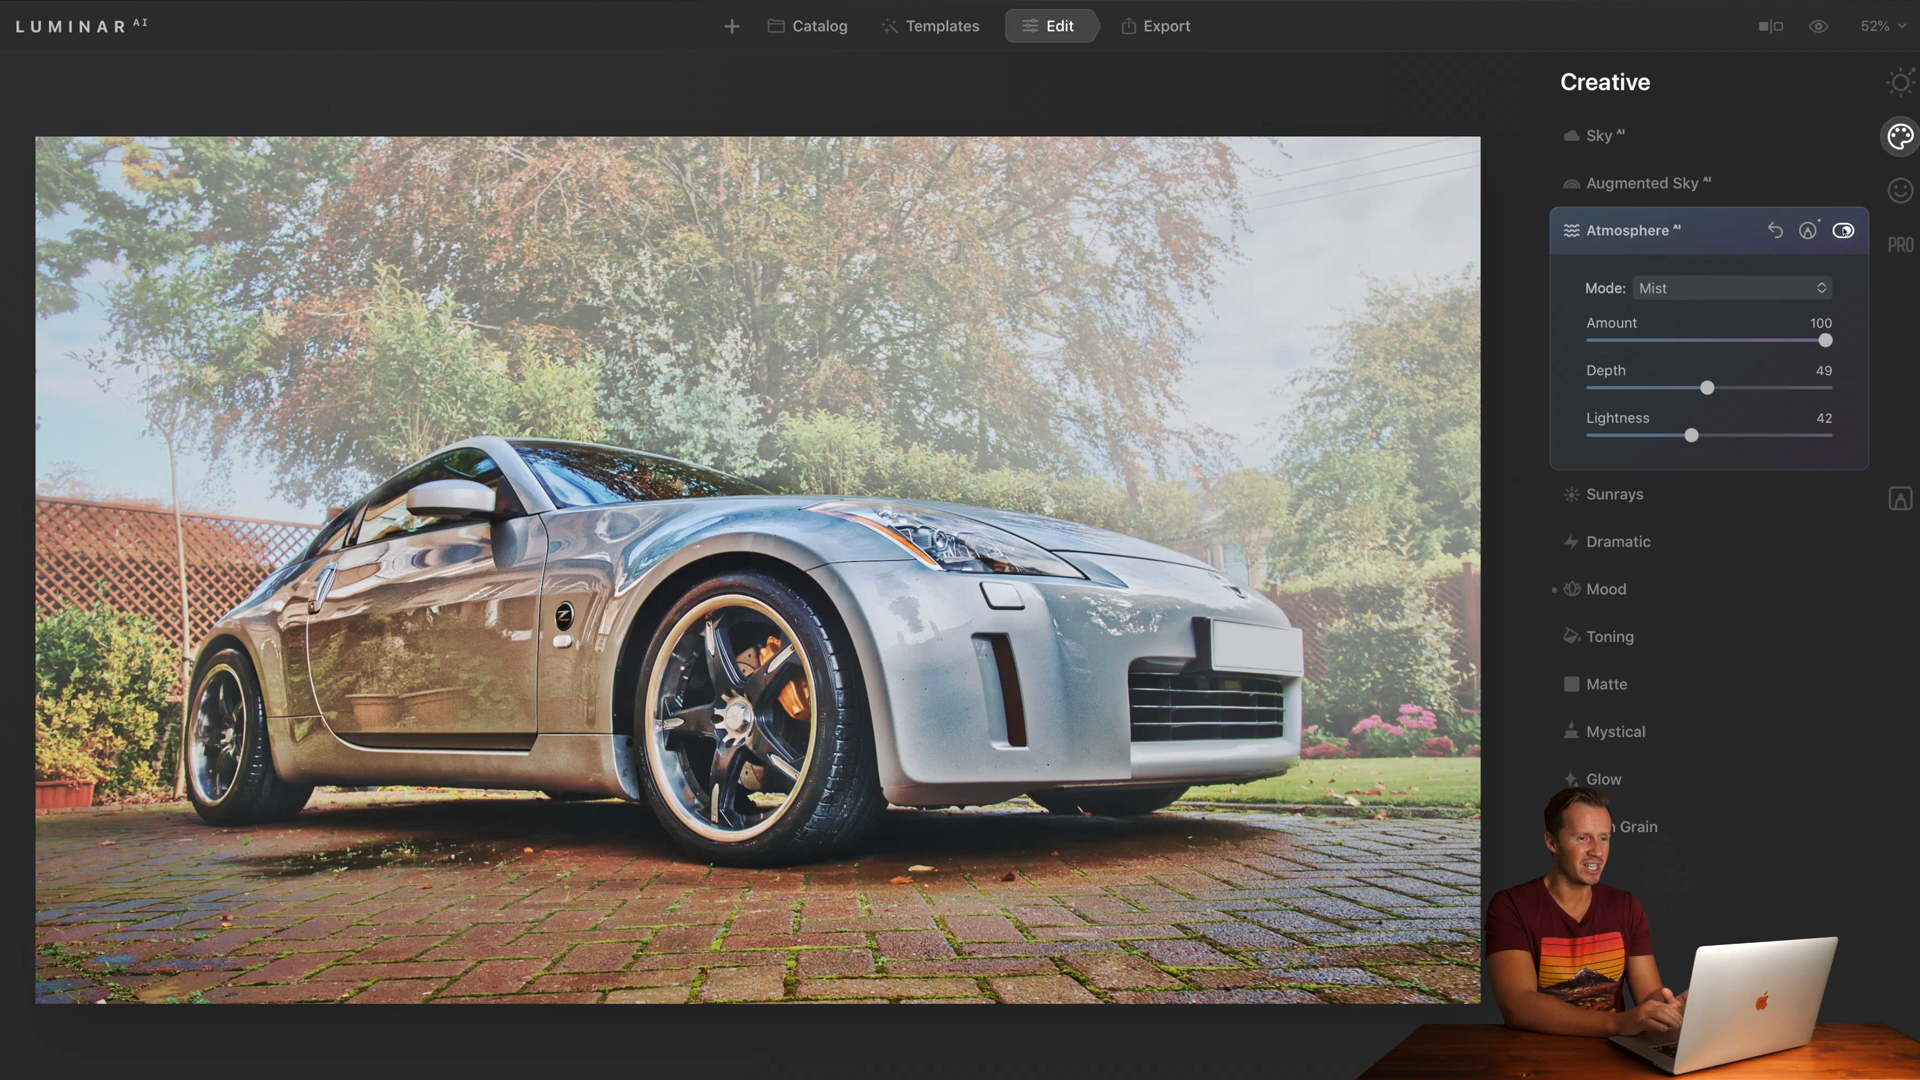 LUMINAR AI
Catalog
Templates
Edit
Export
52%
Creative
Sky AI
Augmented Sky AI
Atmosphere AI
PRO
Mode: Mist
Amount 100
Depth 49
Lightness 42
Sunrays
Dramatic
Mood
Toning
Matte
Mystical
Glow
Grain
Z